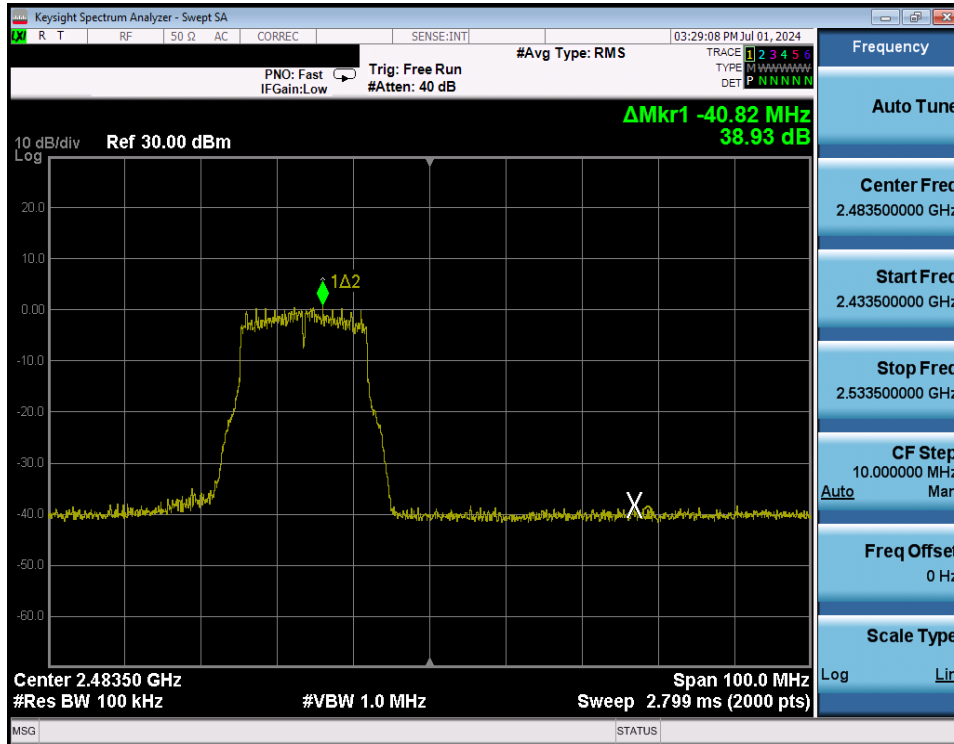 Keysight Spectrum Analyzer - Swept SA
LXI R T RF 50 Ω AC CORREC SENSE:INT 03:29:08 PM Jul 01, 2024
#Avg Type: RMS
TRACE 1 2 3 4 5 6
TYPE M W W W W W
DET P N N N N N
PNO: Fast
IFGain:Low
Trig: Free Run
#Atten: 40 dB
ΔMkr1 -40.82 MHz
38.93 dB
10 dB/div
Log
Ref 30.00 dBm
20.0
10.0
0.00
-10.0
-20.0
-30.0
-40.0
-50.0
-60.0
1Δ2
X
Center 2.48350 GHz
Span 100.0 MHz
#Res BW 100 kHz
#VBW 1.0 MHz
Sweep 2.799 ms (2000 pts)
MSG
STATUS
Frequency
Auto Tune
Center Freq
2.483500000 GHz
Start Freq
2.433500000 GHz
Stop Freq
2.533500000 GHz
CF Step
10.000000 MHz
Auto Man
Freq Offset
0 Hz
Scale Type
Log Lin